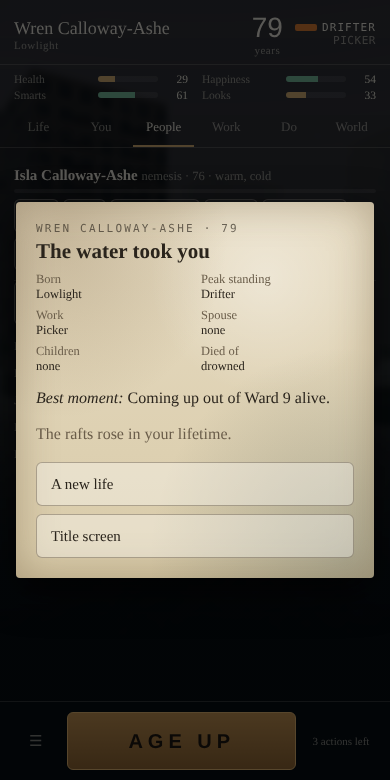 Wren Calloway-Ashe
Lowlight
79
years
DRIFTER
PICKER
Health 29 Happiness 54
Smarts 61 Looks 33
Life You People Work Do World
Isla Calloway-Ashe nemesis · 76 · warm, cold
WREN CALLOWAY-ASHE · 79
The water took you
Born Peak standing
Lowlight Drifter
Work Spouse
Picker none
Children Died of
none drowned
Best moment: Coming up out of Ward 9 alive.
The rafts rose in your lifetime.
A new life
Title screen
☰ AGE UP 3 actions left